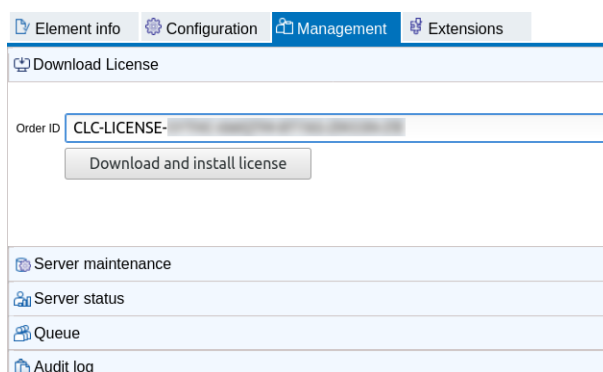 Element info Configuration Management Extensions
Download License
Order ID CLC-LICENSE-
Download and install license
Server maintenance
Server status
Queue
Audit log